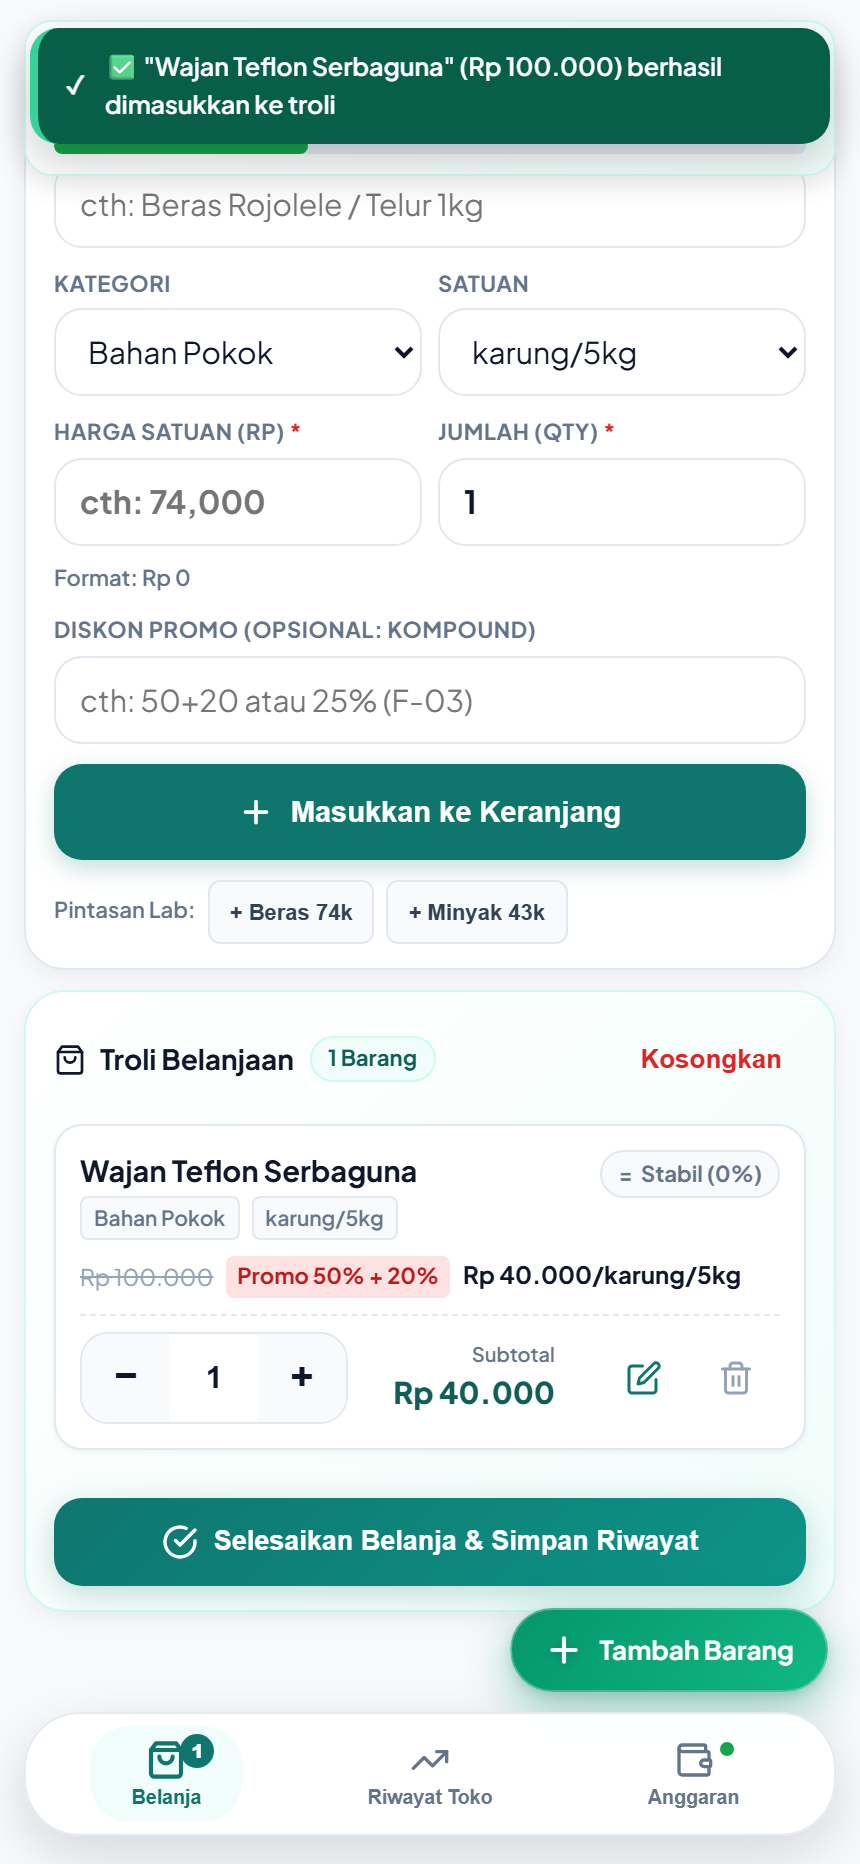 ✓ ✅ "Wajan Teflon Serbaguna" (Rp 100.000) berhasil
dimasukkan ke troli
cth: Beras Rojolele / Telur 1kg
KATEGORI
SATUAN
Bahan Pokok
karung/5kg
HARGA SATUAN (RP) *
JUMLAH (QTY) *
cth: 74,000
1
Format: Rp 0
DISKON PROMO (OPSIONAL: KOMPOUND)
cth: 50+20 atau 25% (F-03)
+ Masukkan ke Keranjang
Pintasan Lab:
+ Beras 74k
+ Minyak 43k
Troli Belanjaan
1 Barang
Kosongkan
Wajan Teflon Serbaguna
= Stabil (0%)
Bahan Pokok
karung/5kg
Rp 100.000
Promo 50% + 20%
Rp 40.000/karung/5kg
− 1 +
Subtotal
Rp 40.000
Selesaikan Belanja & Simpan Riwayat
+ Tambah Barang
1
Belanja
Riwayat Toko
Anggaran